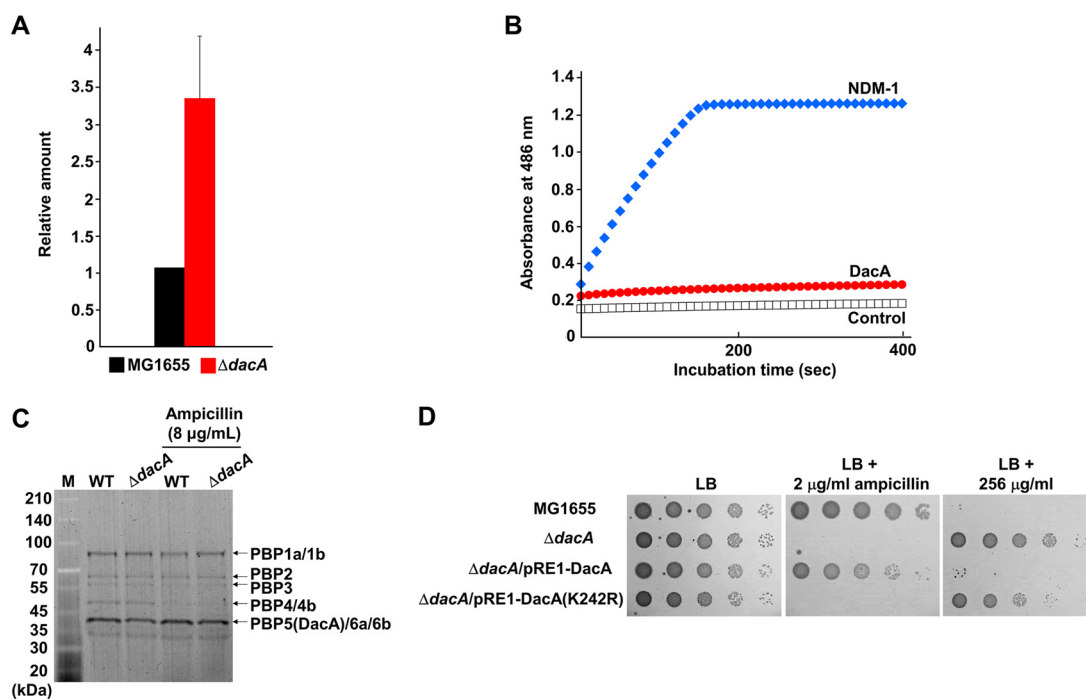 A
Relative amount
4
3.5
3
2.5
2
1.5
1
0.5
0
MG1655
ΔdacA
B
Absorbance at 486 nm
1.4
1.2
1.0
0.8
0.6
0.4
0.2
0
NDM-1
DacA
Control
200
400
Incubation time (sec)
C
Ampicillin
(8 µg/mL)
M WT ΔdacA WT ΔdacA
210
140
100
70
55
45
35
30
20
(kDa)
PBP1a/1b
PBP2
PBP3
PBP4/4b
PBP5(DacA)/6a/6b
D
LB
LB +
2 µg/ml ampicillin
LB +
256 µg/ml
MG1655
ΔdacA
ΔdacA/pRE1-DacA
ΔdacA/pRE1-DacA(K242R)